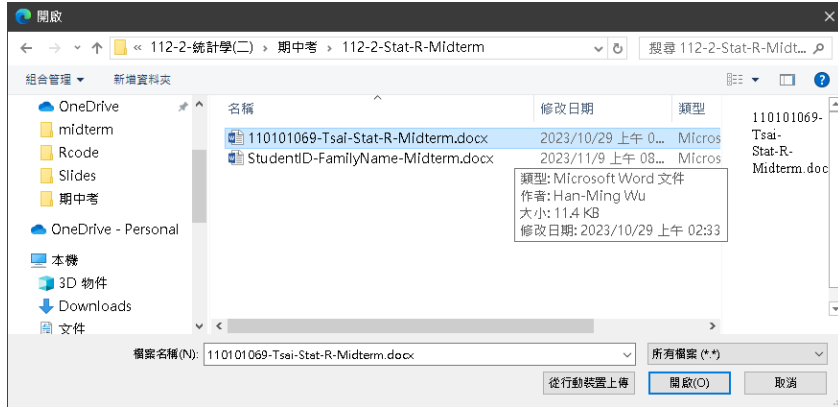 開啟
« 112-2-統計學(二) › 期中考 › 112-2-Stat-R-Midterm
搜尋 112-2-Stat-R-Midt...
組合管理
新增資料夾
OneDrive
midterm
Rcode
Slides
期中考
OneDrive - Personal
本機
3D 物件
Downloads
文件
名稱
修改日期
類型
110101069-Tsai-Stat-R-Midterm.docx
2023/10/29 上午 0...
Micros
StudentID-FamilyName-Midterm.docx
2023/11/9 上午 08...
Micros
類型: Microsoft Word 文件
作者: Han-Ming Wu
大小: 11.4 KB
修改日期: 2023/10/29 上午 02:33
110101069-
Tsai-
Stat-R-
Midterm.doc
檔案名稱(N):
110101069-Tsai-Stat-R-Midterm.docx
所有檔案 (*.*)
從行動裝置上傳
開啟(O)
取消